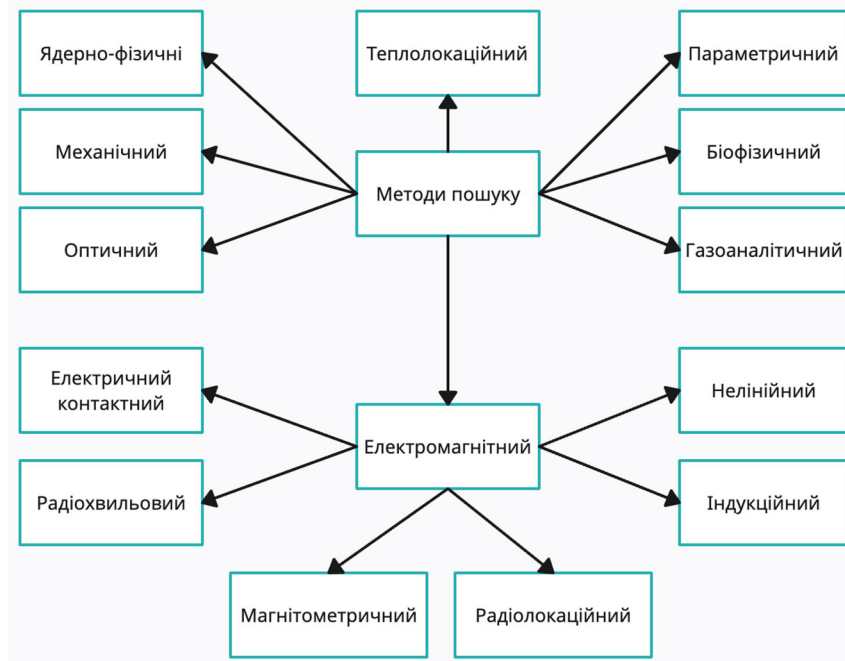 Ядерно-фізичні
Теплолокаційний
Параметричний
Механічний
Біофізичний
Методи пошуку
Оптичний
Газоаналітичний
Електричний
контактний
Нелінійний
Електромагнітний
Радіохвильовий
Індукційний
Магнітометричний
Радіолокаційний